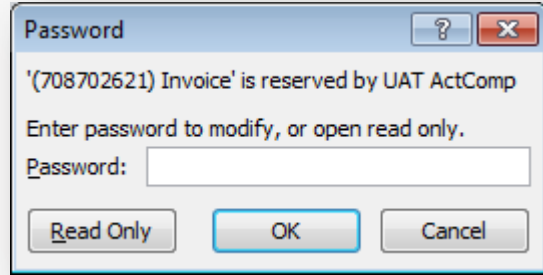 Password
?
'(708702621) Invoice' is reserved by UAT ActComp
Enter password to modify, or open read only.
Password:
Read Only OK Cancel